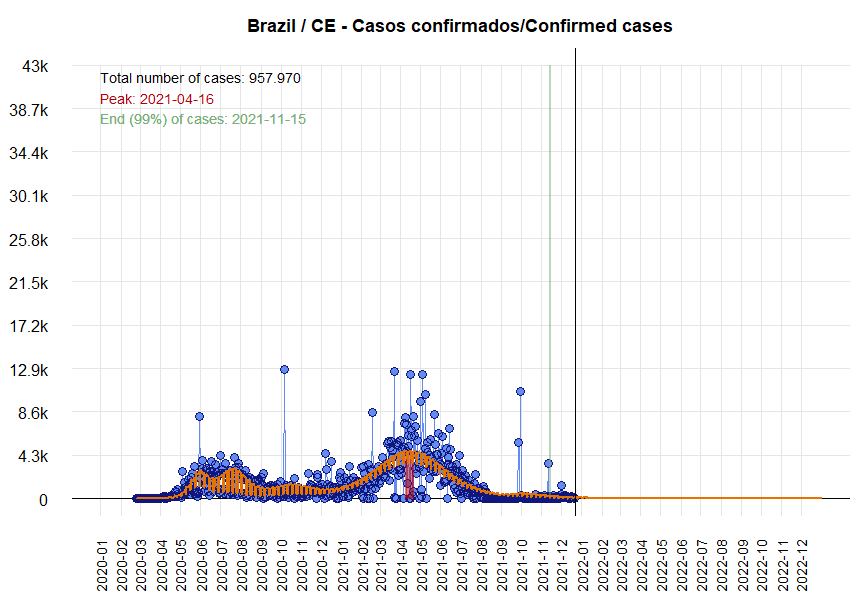 Brazil / CE - Casos confirmados/Confirmed cases
43k
Total number of cases: 957.970
Peak: 2021-04-16
38.7k
End (99%) of cases: 2021-11-15
34.4k
30.1k
25.8k
21.5k
17.2k
12.9k
8.6k
4.3k
0
2020-01
2020-02
2020-03
2020-04
2020-05
2020-06
2020-07
2020-08
2020-09
2020-10
2020-11
2020-12
2021-01
2021-02
2021-03
2021-04
2021-05
2021-06
2021-07
2021-08
2021-09
2021-10
2021-11
2021-12
2022-01
2022-02
2022-03
2022-04
2022-05
2022-06
2022-07
2022-08
2022-09
2022-10
2022-11
2022-12